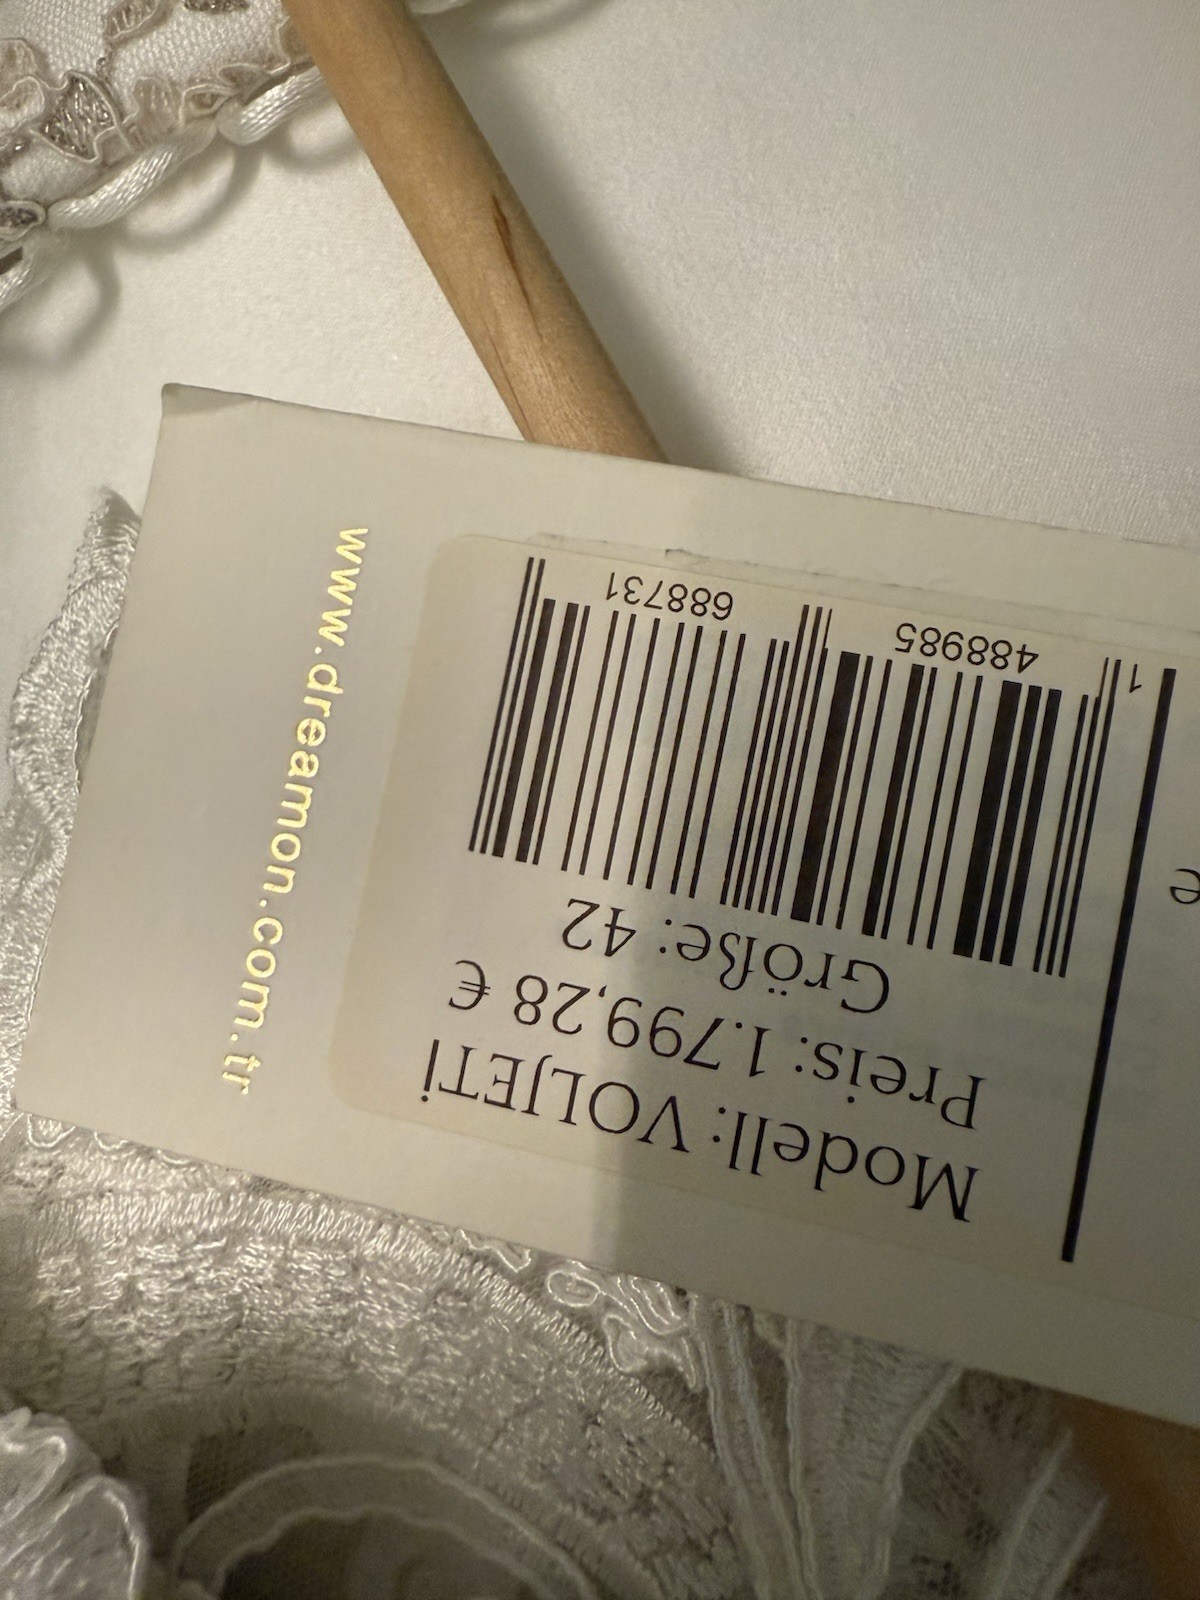 Modell: VOLJETİ
Preis: 1.799,28 €
Größe: 42
1 488985 688731
www.dreamon.com.tr